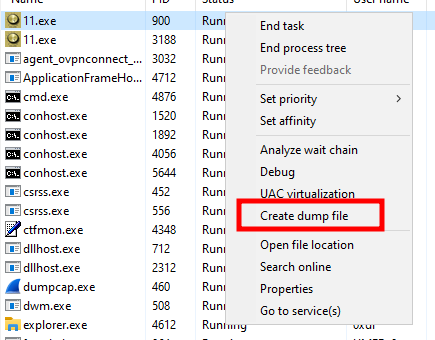 Name PID Status User name
11.exe 900 Runn
11.exe 3188 Runn
agent_ovpnconnect_... 3032 Runn
ApplicationFrameHo... 4712 Runn
cmd.exe 4876 Runn
conhost.exe 1520 Runn
conhost.exe 1892 Runn
conhost.exe 4056 Runn
conhost.exe 5644 Runn
csrss.exe 452 Runn
csrss.exe 556 Runn
ctfmon.exe 4348 Runn
dllhost.exe 712 Runn
dllhost.exe 2312 Runn
dumpcap.exe 460 Runn
dwm.exe 508 Runn
explorer.exe 4612 Running 0xdf
End task
End process tree
Provide feedback
Set priority
Set affinity
Analyze wait chain
Debug
UAC virtualization
Create dump file
Open file location
Search online
Properties
Go to service(s)